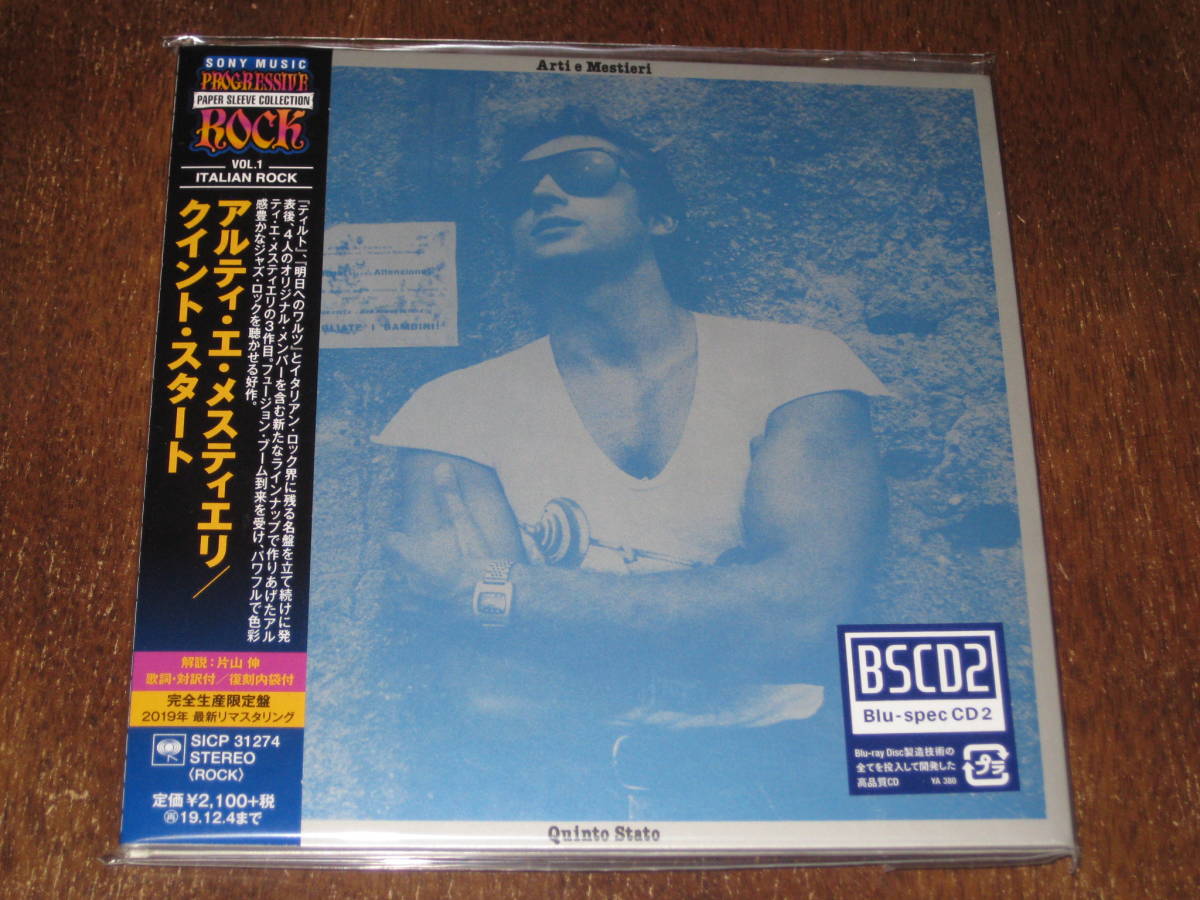 SONY MUSIC
PROGRESSIVE
PAPER SLEEVE COLLECTION
ROCK
VOL.1
ITALIAN ROCK
アルティ・エ・メスティエリ/
クイント・スタート
『ティルト』、『明日へのワルツ』とイタリアン・ロック界に残る名盤を立て続けに発
表後、4人のオリジナル・メンバーを含む新たなラインナップで作りあげたアル
ティ・エ・メスティエリの3作目。フュージョン・ブーム到来を受け、パワフルで色彩
感豊かなジャズ・ロックを聴かせる好作。
解説:片山 伸
歌詞・対訳付/復刻内袋付
完全生産限定盤
2019年 最新リマスタリング
SICP 31274
STEREO
〈ROCK〉
定価¥2,100+税
再19.12.4まで
Arti e Mestieri
Attenzione
GLIATE I BAMBINI!
Quinto Stato
BSCD2
Blu-spec CD 2
Blu-ray Disc製造技術の
全てを投入して開発した
高品質CD
YA 380
プラ